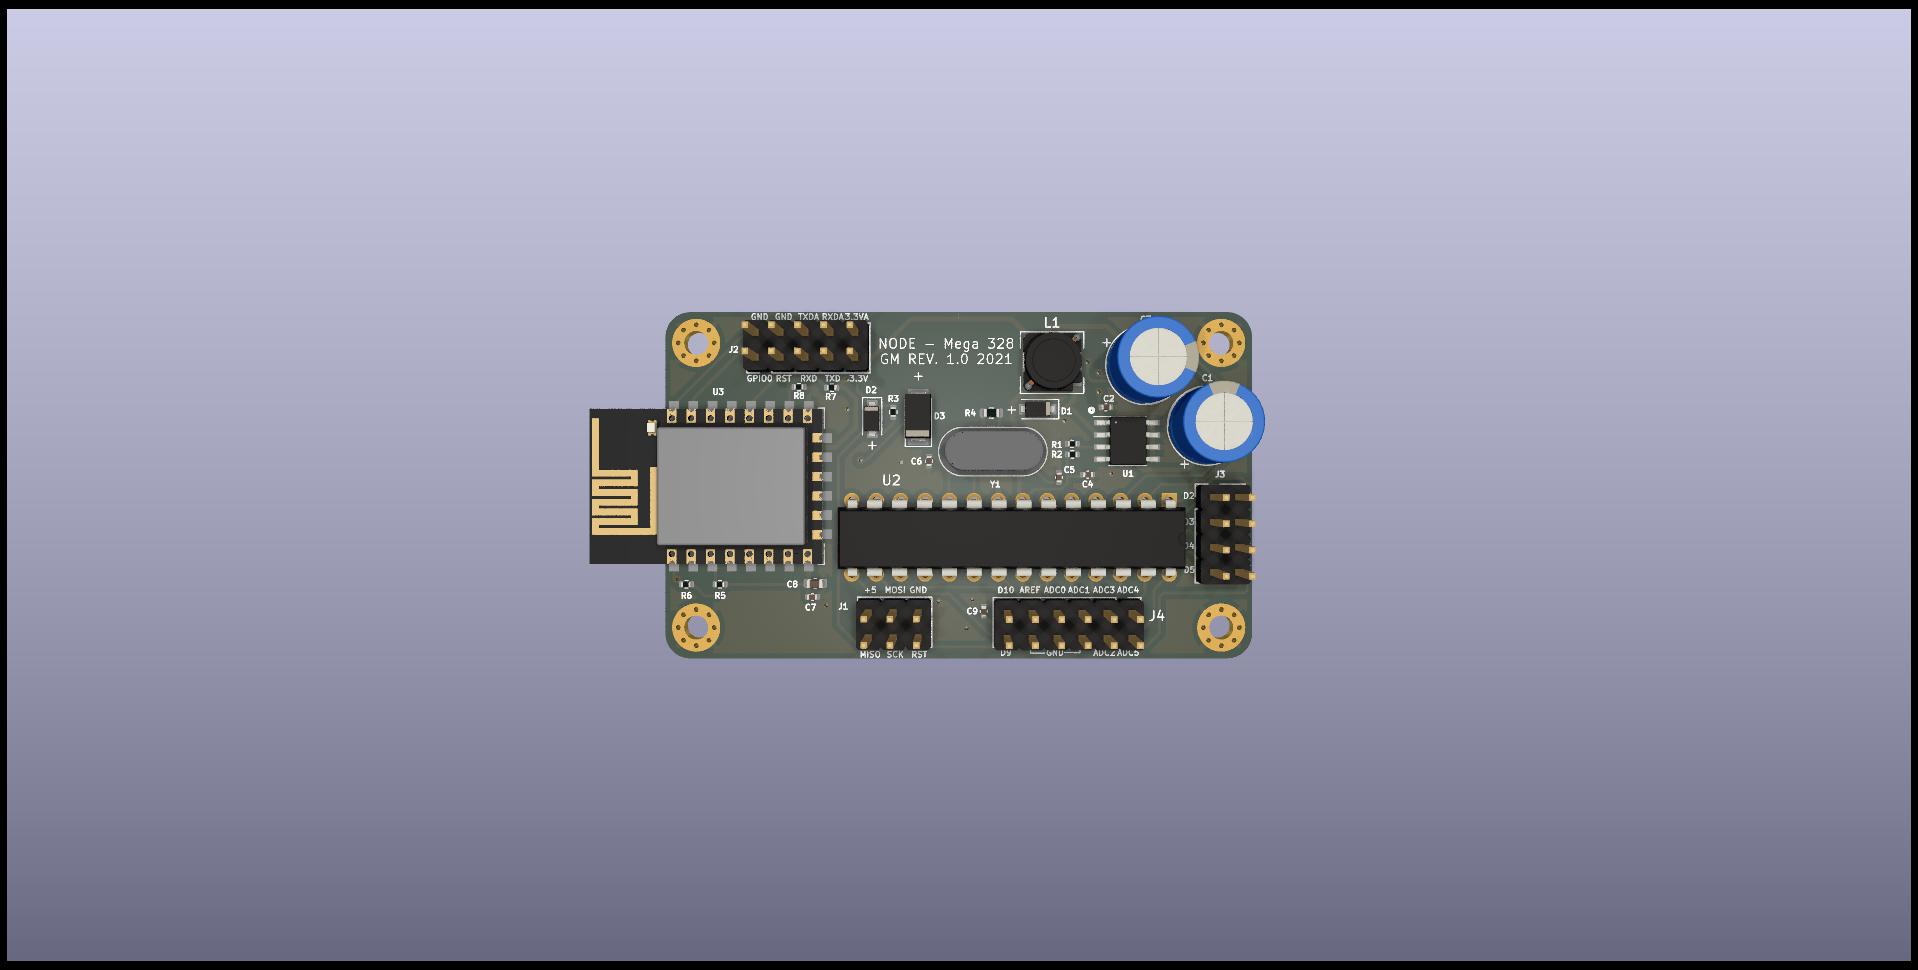 GND GND TXDA RXDA 3.3VA
J2
GPIO0 RST RXD TXD 3.3V
NODE - Mega 328
GM REV. 1.0 2021
L1
+
+
C1
U3
R8
R7
D2
R3
D3
R4
+
D1
C2
+
R1
R2
U1
C6
C5
C4
Y1
+
J3
U2
D2
D3
D4
D5
R6
R5
C8
C7
+5 MOSI GND
J1
MISO SCK RST
C9
D10 AREF ADC0 ADC1 ADC3 ADC4
J4
D9 GND ADC2 ADC5